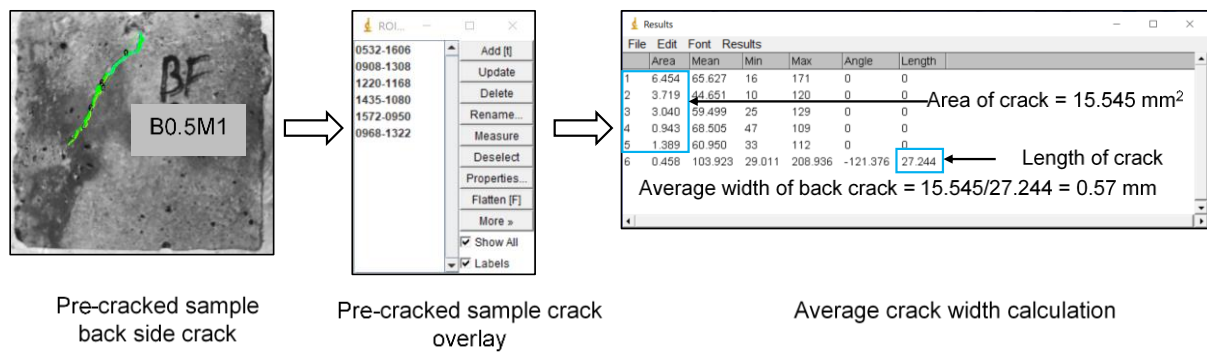 BF
B0.5M1
ROI...
0532-1606
0908-1308
1220-1168
1435-1080
1572-0950
0968-1322
Add [t]
Update
Delete
Rename...
Measure
Deselect
Properties...
Flatten [F]
More »
Show All
Labels
Results
File Edit Font Results
Area Mean Min Max Angle Length
1 6.454 65.627 16 171 0 0
2 3.719 44.651 10 120 0 0
3 3.040 59.499 25 129 0 0
4 0.943 68.505 47 109 0 0
5 1.389 60.950 33 112 0 0
6 0.458 103.923 29.011 208.936 -121.376 27.244
Area of crack = 15.545 mm²
Length of crack
Average width of back crack = 15.545/27.244 = 0.57 mm
Pre-cracked sample
back side crack
Pre-cracked sample crack
overlay
Average crack width calculation